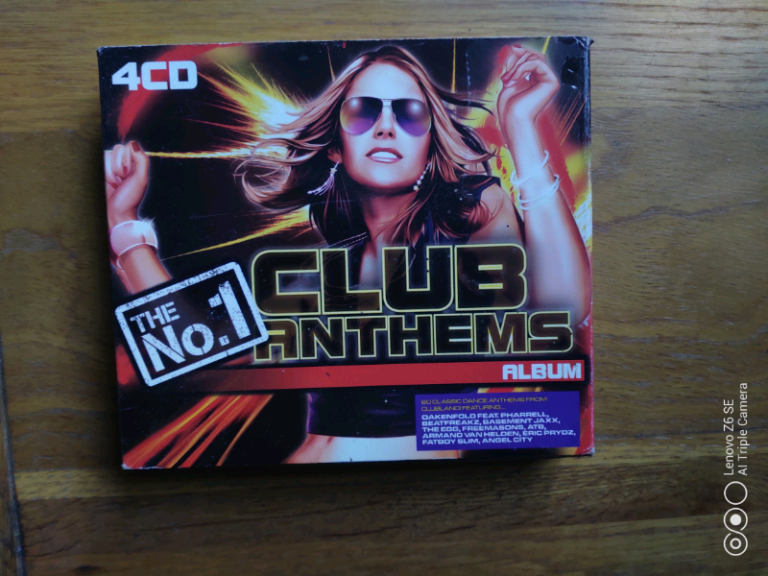 4CD
THE
No.1
CLUB
ANTHEMS
ALBUM
60 CLASSIC DANCE ANTHEMS FROM
CLUBLAND FEATURING...
OAKENFOLD FEAT. PHARRELL,
BEATFREAKZ, BASEMENT JAXX,
THE EGG, FREEMASONS, ATB,
ARMAND VAN HELDEN, ERIC PRYDZ,
FATBOY SLIM, ANGEL CITY
Lenovo Z6 SE
AI Triple Camera